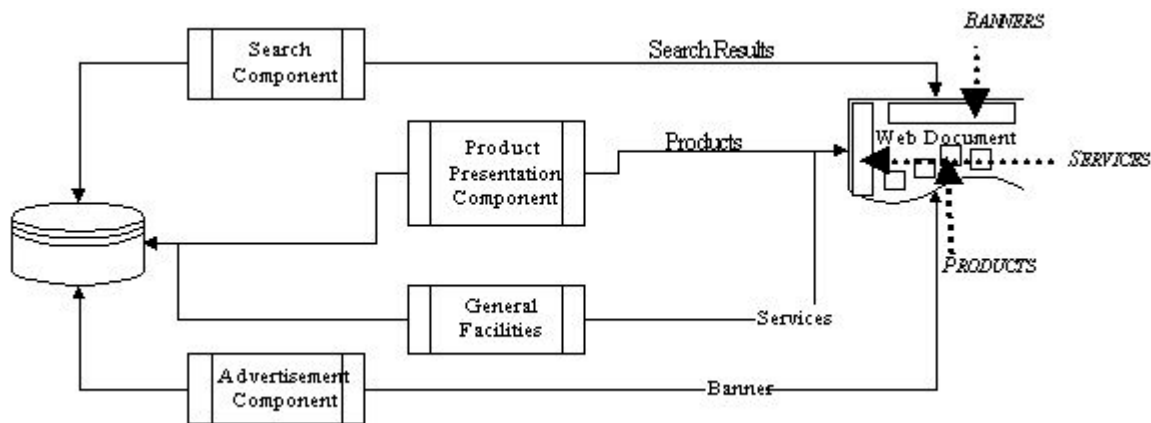 BANNERS
Search
Component
Search Results
Web Document
Product
Presentation
Component
Products
SERVICES
PRODUCTS
General
Facilities
Services
Advertisement
Component
Banner